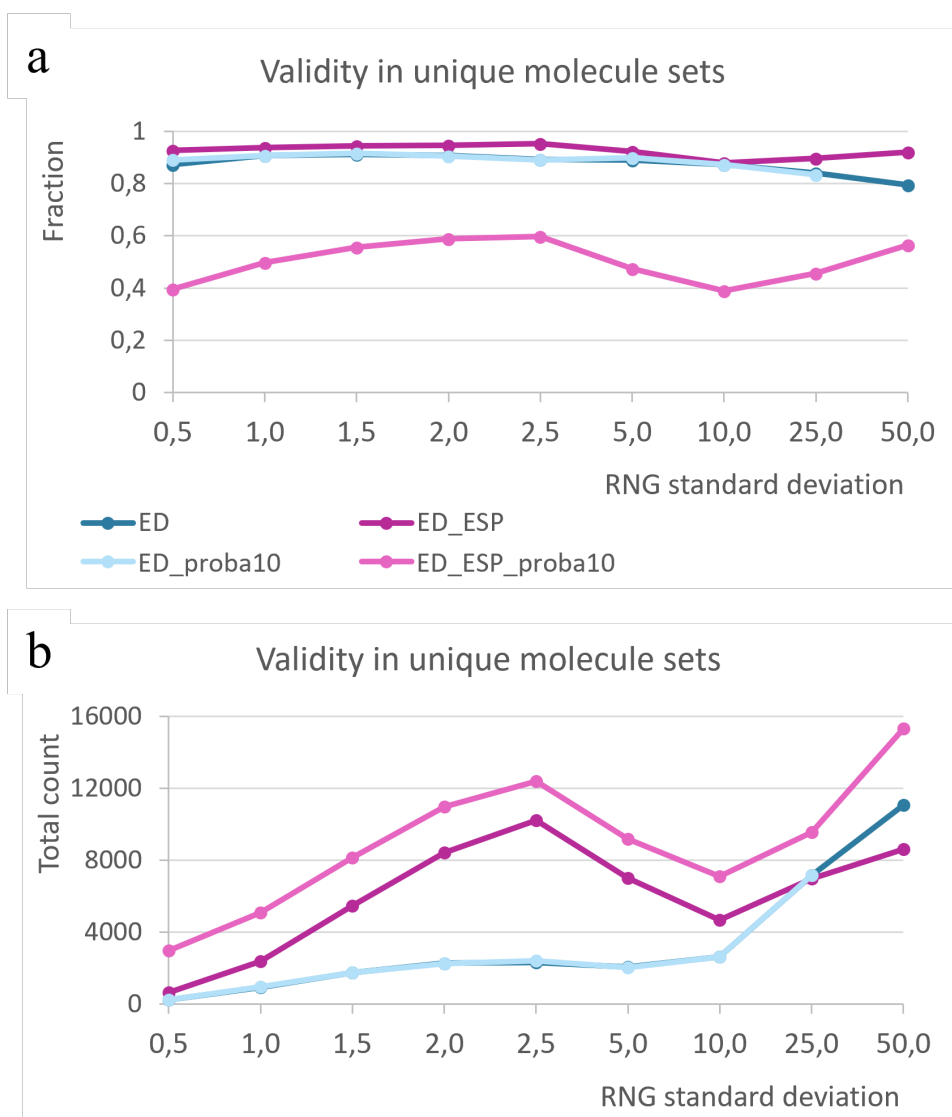 a
Validity in unique molecule sets
Fraction
1
0,8
0,6
0,4
0,2
0
0,5 1,0 1,5 2,0 2,5 5,0 10,0 25,0 50,0
RNG standard deviation
ED ED_ESP
ED_proba10 ED_ESP_proba10
b
Validity in unique molecule sets
Total count
16000
12000
8000
4000
0
0,5 1,0 1,5 2,0 2,5 5,0 10,0 25,0 50,0
RNG standard deviation